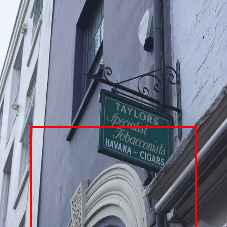 TAYLORS
Specialist
Tobacconists
HAVANA - CIGARS